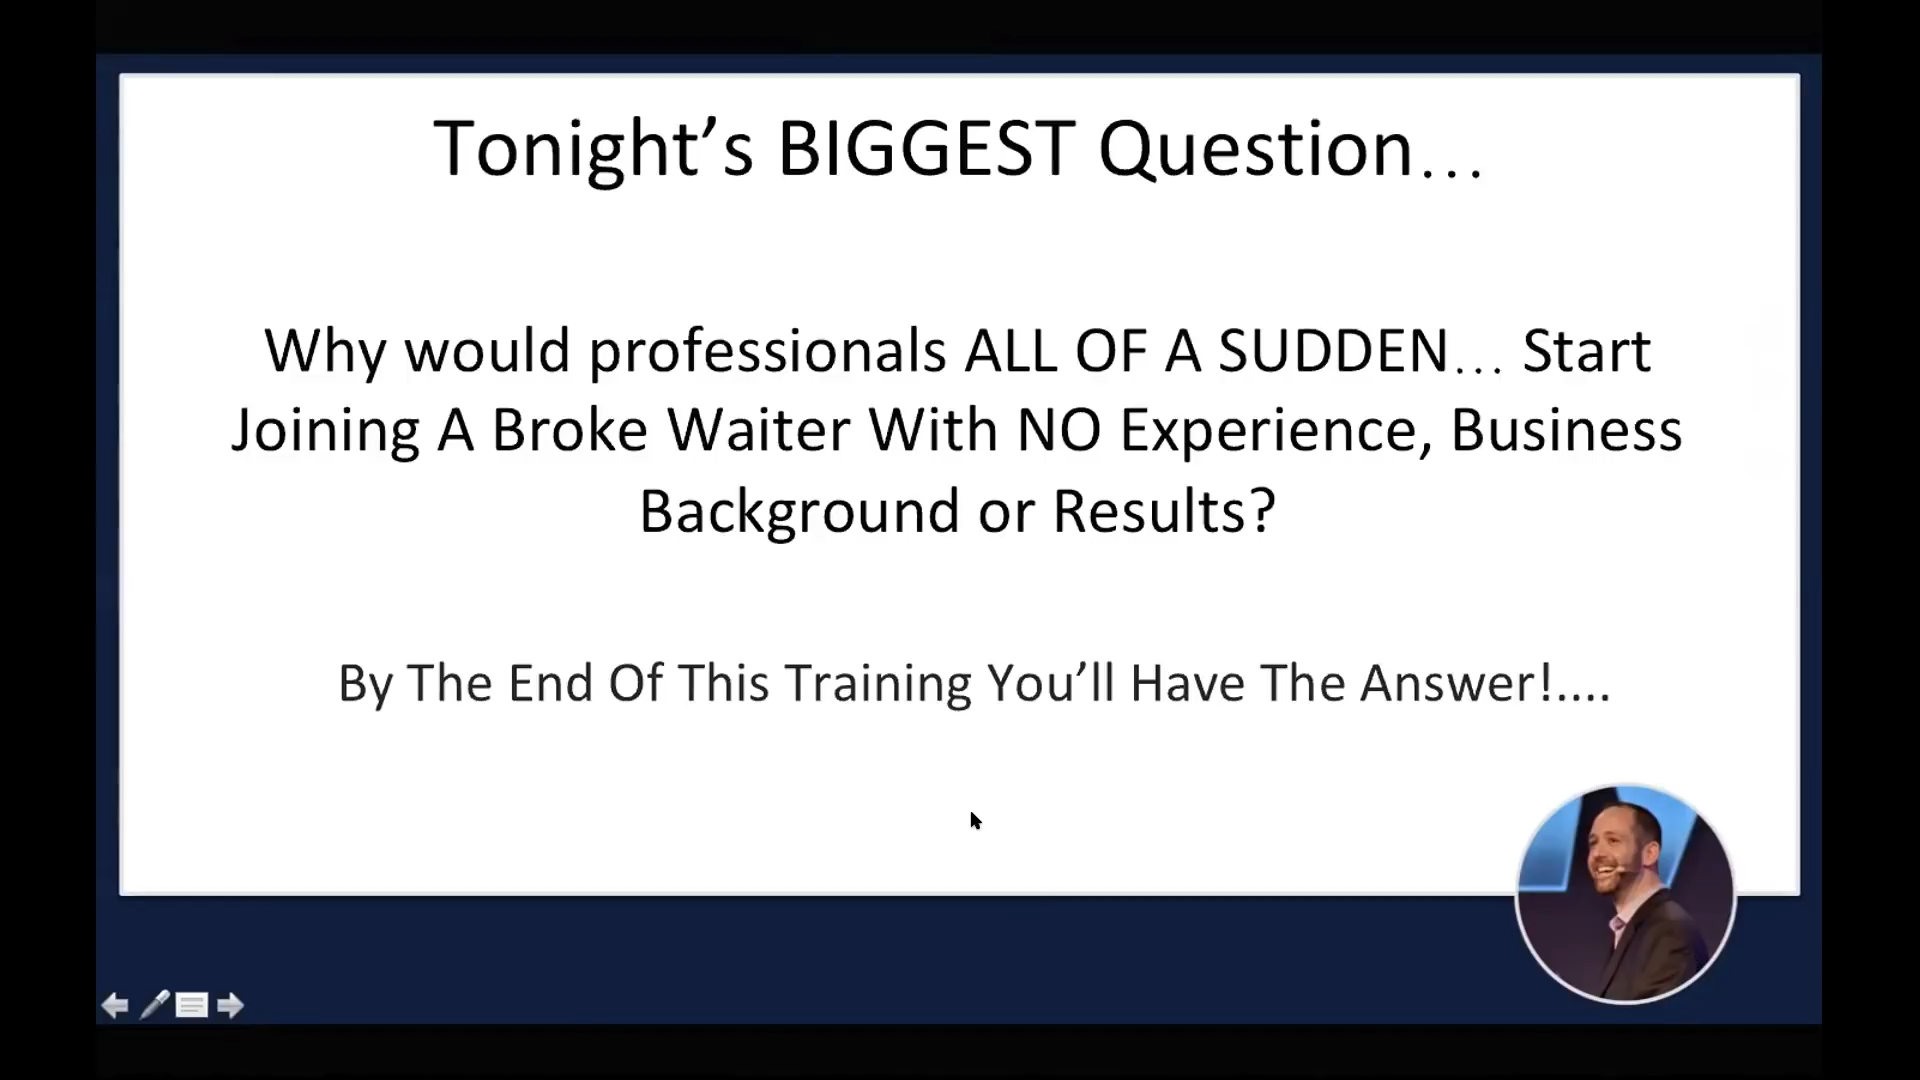 Tonight’s BIGGEST Question…
Why would professionals ALL OF A SUDDEN… Start
Joining A Broke Waiter With NO Experience, Business
Background or Results?
By The End Of This Training You’ll Have The Answer!....